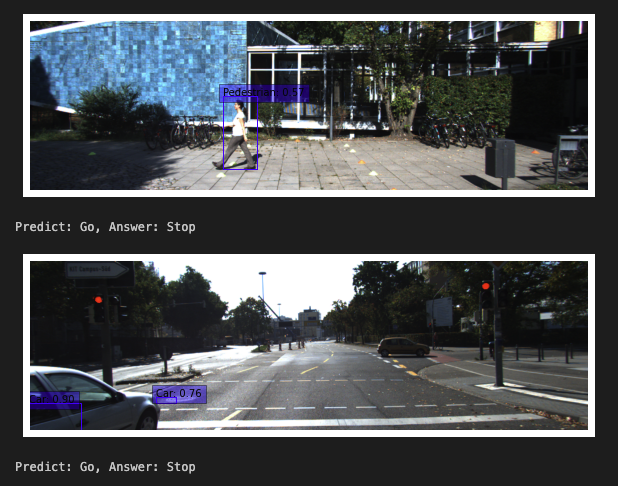 Pedestrian: 0.57
Predict: Go, Answer: Stop
Car: 0.90
Car: 0.76
Predict: Go, Answer: Stop